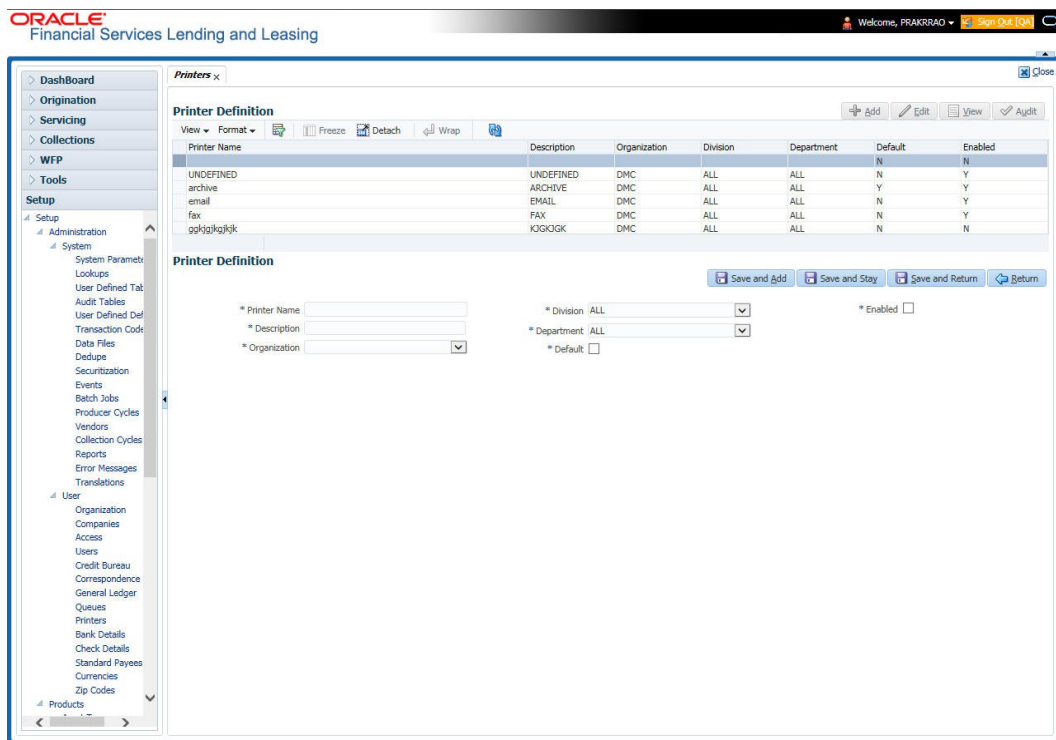 ORACLE
Financial Services Lending and Leasing
Welcome, PRAKRRAO
Sign Out [QA]
DashBoard
Origination
Servicing
Collections
WFP
Tools
Setup
Setup
Administration
System
System Paramete
Lookups
User Defined Tab
Audit Tables
User Defined Def
Transaction Code
Data Files
Dedupe
Securitization
Events
Batch Jobs
Producer Cycles
Vendors
Collection Cycles
Reports
Error Messages
Translations
User
Organization
Companies
Access
Users
Credit Bureau
Correspondence
General Ledger
Queues
Printers
Bank Details
Check Details
Standard Payees
Currencies
Zip Codes
Products
Printers x
Close
Printer Definition
Add Edit View Audit
View Format Freeze Detach Wrap
Printer Name Description Organization Division Department Default Enabled
N N
UNDEFINED UNDEFINED DMC ALL ALL N Y
archive ARCHIVE DMC ALL ALL Y Y
email EMAIL DMC ALL ALL N Y
fax FAX DMC ALL ALL N Y
KJGKJGK DMC ALL ALL N N
Printer Definition
Save and Add Save and Stay Save and Return Return
* Printer Name * Division ALL * Enabled
* Description * Department ALL
* Organization * Default